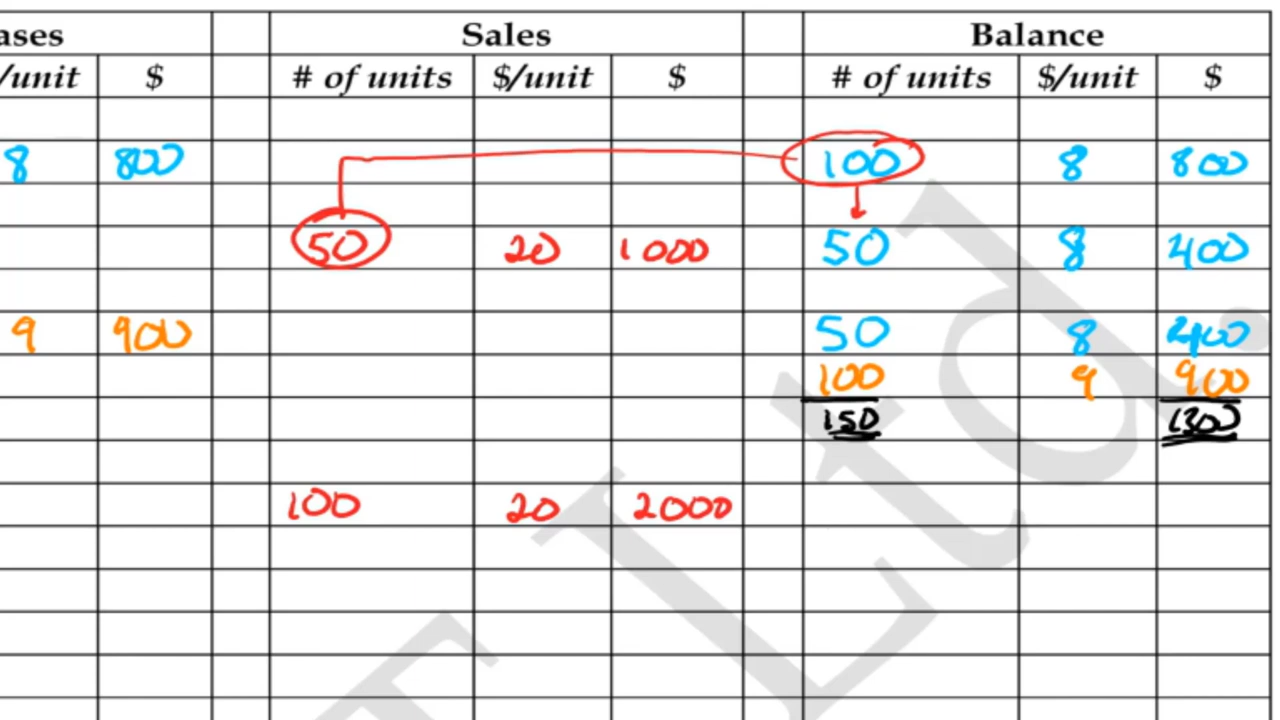 ases Sales Balance
/unit $ # of units $/unit $ # of units $/unit $
8 800 100 8 800
50 20 1000 50 8 400
9 900 50 8 400
100 9 900
150 1300
100 20 2000
Ltd.